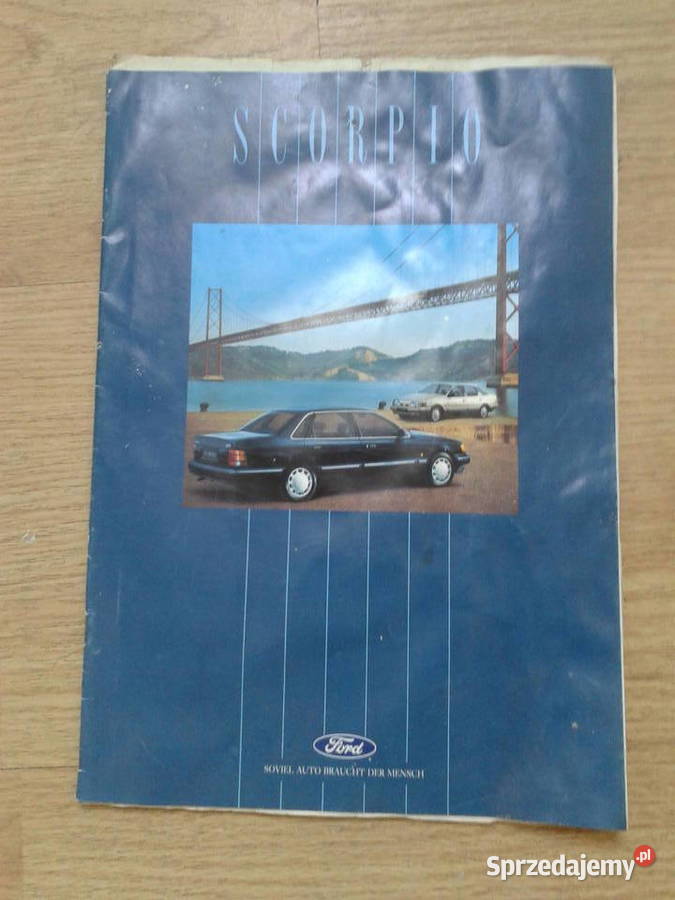 SCORPIO
Ford
SOVIEL AUTO BRAUCHT DER MENSCH
Sprzedajemy.pl